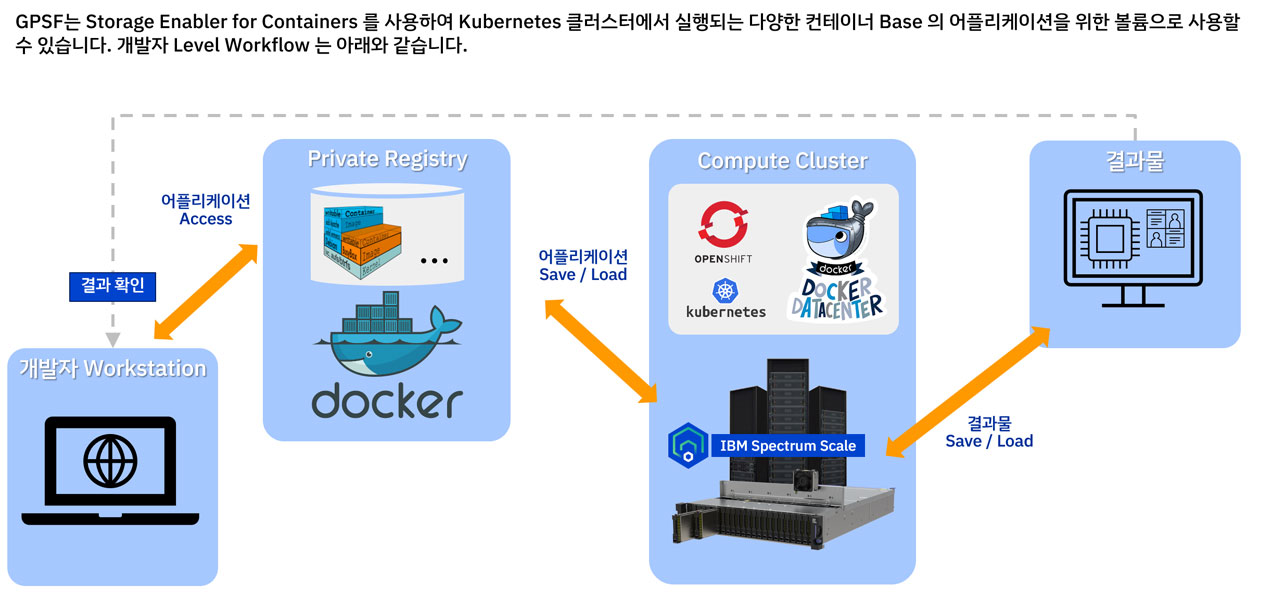 GPSF는 Storage Enabler for Containers 를 사용하여 Kubernetes 클러스터에서 실행되는 다양한 컨테이너 Base 의 어플리케이션을 위한 볼륨으로 사용할
수 있습니다. 개발자 Level Workflow 는 아래와 같습니다.
Private Registry
Compute Cluster
결과물
어플리케이션
Access
Container
Image
Container
Image
Kernel
...
어플리케이션
Save / Load
OPENSHIFT
kubernetes
docker
DOCKER
DATACENTER
결과 확인
개발자 Workstation
docker
IBM Spectrum Scale
결과물
Save / Load